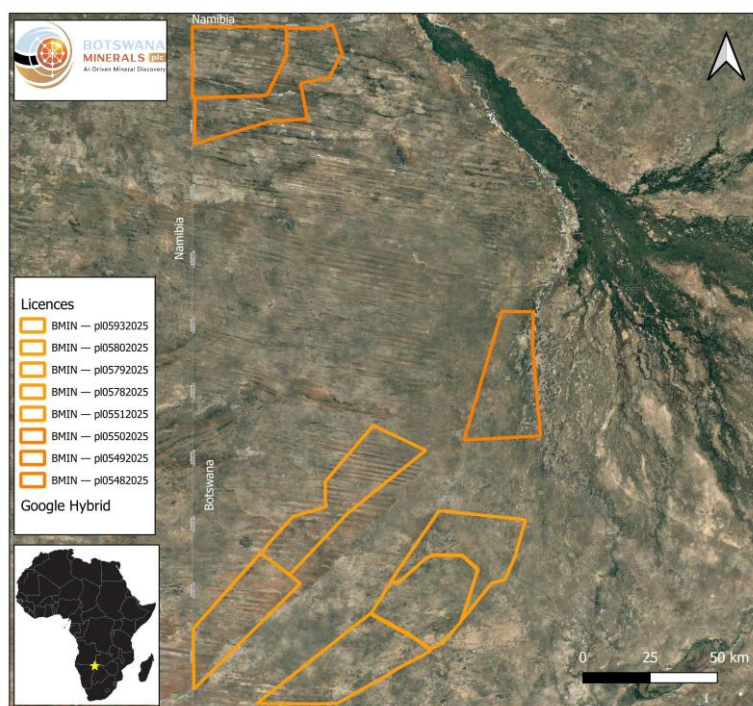 Namibia
BOTSWANA
MINERALS plc
AI-Driven Mineral Discovery
Namibia
Licences
BMIN — pl05932025
BMIN — pl05802025
BMIN — pl05792025
BMIN — pl05782025
BMIN — pl05512025
BMIN — pl05502025
BMIN — pl05492025
BMIN — pl05482025
Google Hybrid
Botswana
0 25 50 km